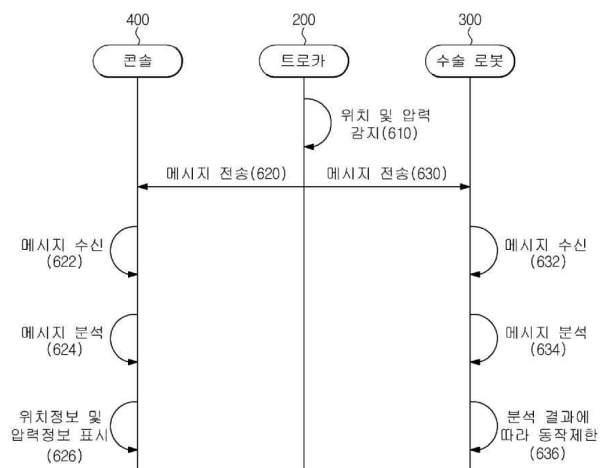 400
200
300
콘솔
트로카
수술 로봇
위치 및 압력
감지(610)
메시지 전송(620)
메시지 전송(630)
메시지 수신
(622)
메시지 수신
(632)
메시지 분석
(624)
메시지 분석
(634)
위치정보 및
압력정보 표시
(626)
분석 결과에
따라 동작제한
(636)